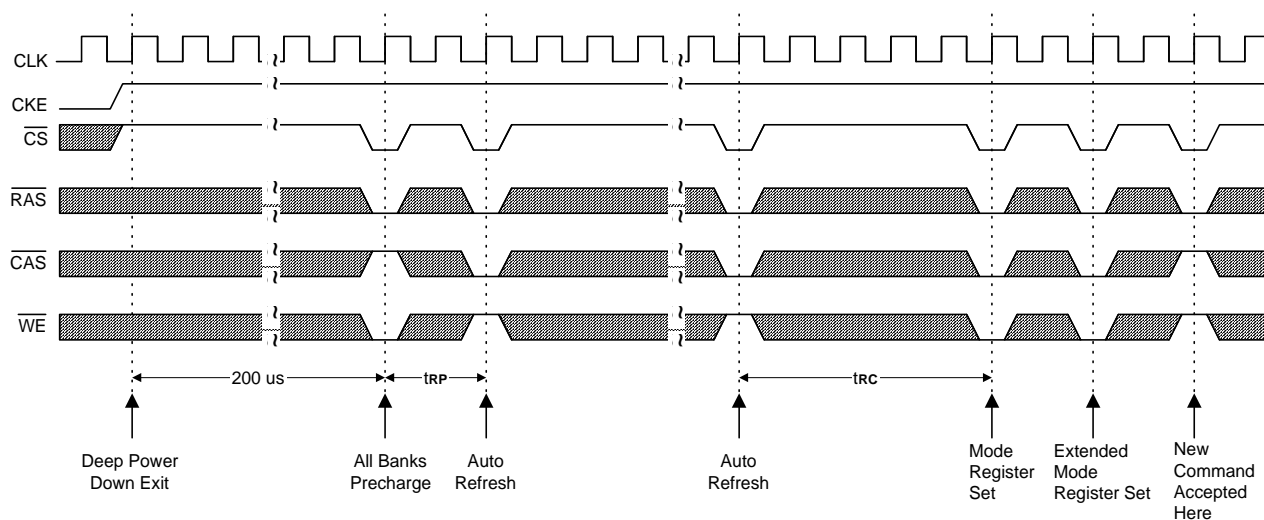 CLK
CKE
CS
RAS
CAS
WE
200 us
tRP
tRC
Deep Power
Down Exit
All Banks
Precharge
Auto
Refresh
Auto
Refresh
Mode
Register
Set
Extended
Mode
Register Set
New
Command
Accepted
Here